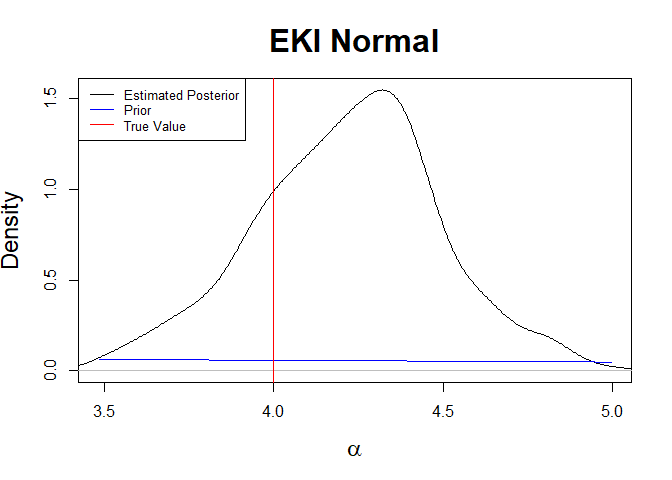 EKI Normal
Estimated Posterior
Prior
True Value
Density
0.0
0.5
1.0
1.5
3.5
4.0
4.5
5.0
α